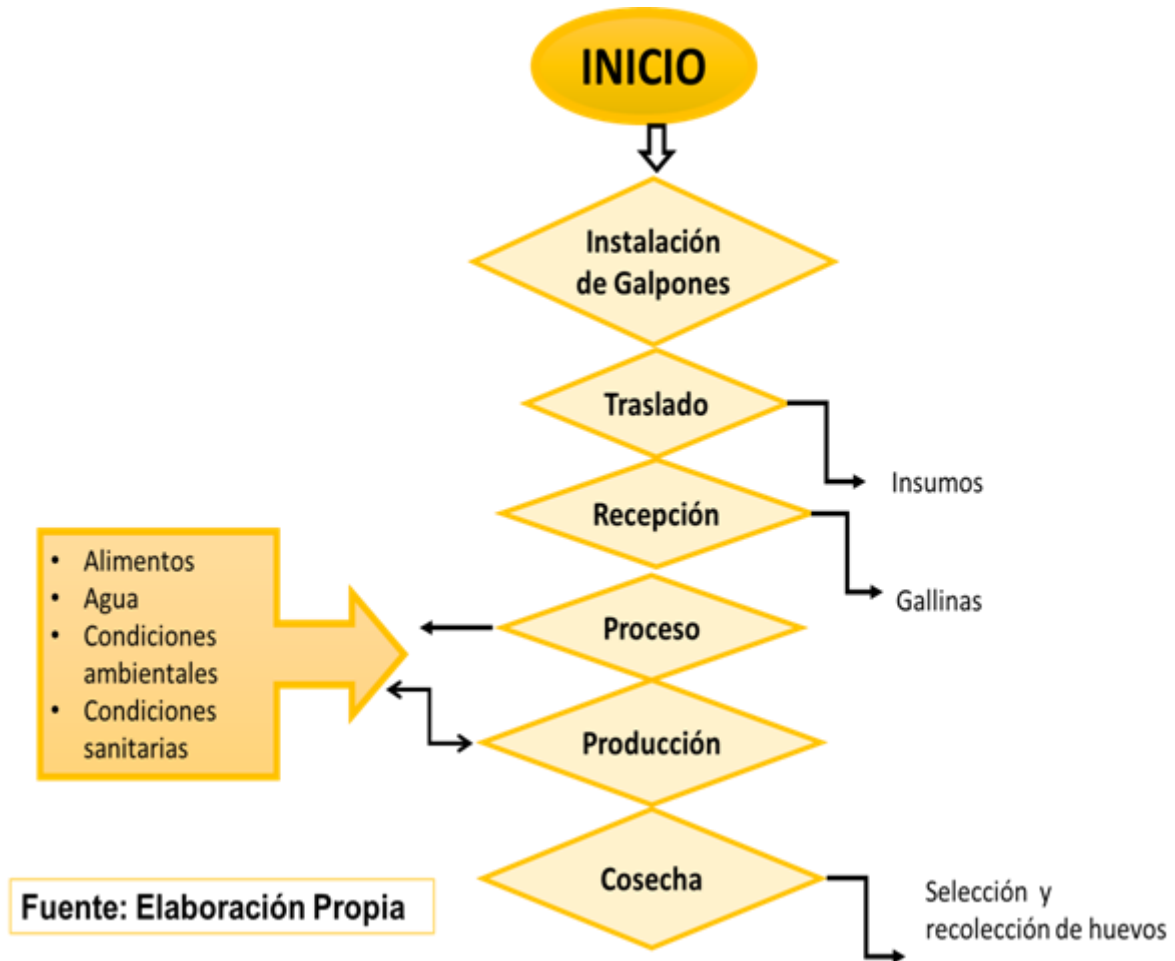 INICIO
Instalación
de Galpones
Traslado
Insumos
Recepción
Gallinas
• Alimentos
• Agua
• Condiciones
ambientales
• Condiciones
sanitarias
Proceso
Producción
Cosecha
Selección y
recolección de huevos
Fuente: Elaboración Propia